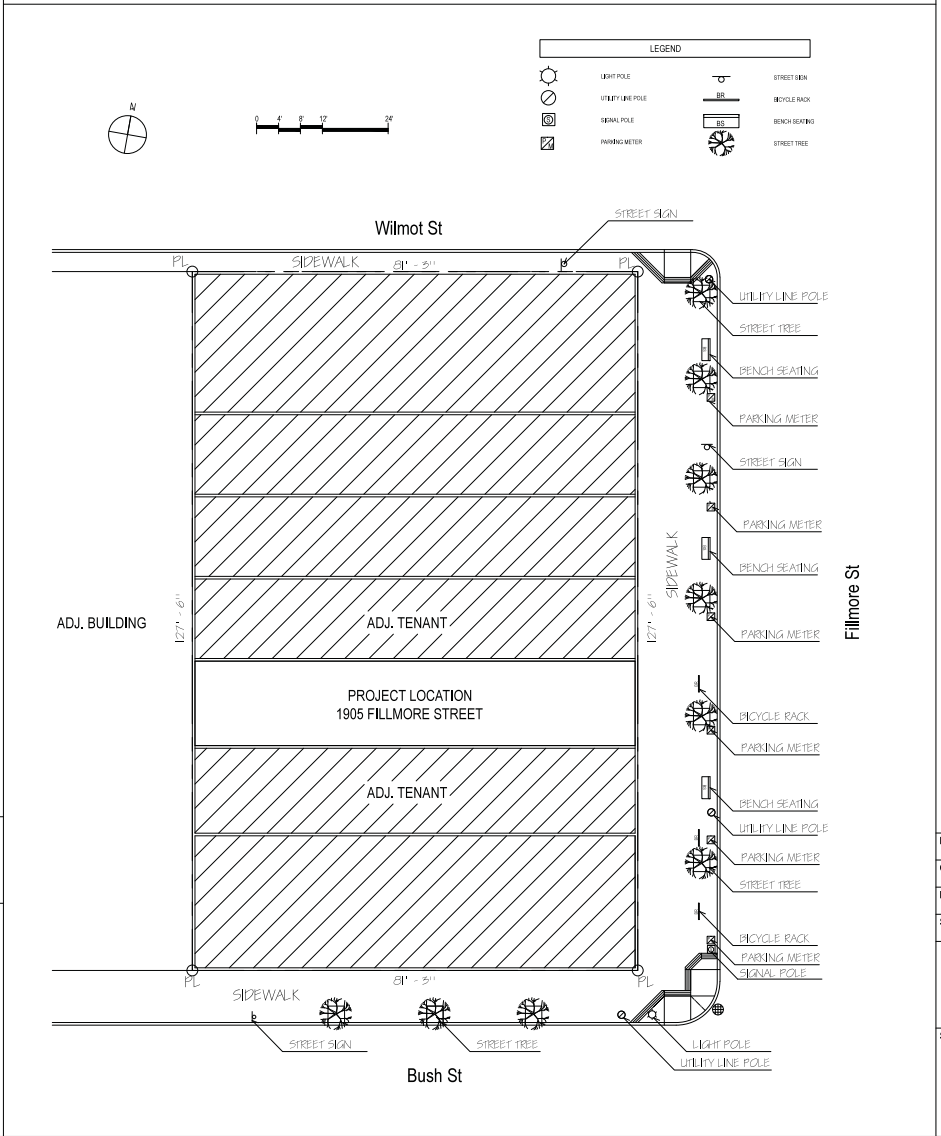 LEGEND
LIGHT POLE
STREET SIGN
UTILITY LINE POLE
BR
BICYCLE RACK
SIGNAL POLE
BS
BENCH SEATING
PARKING METER
STREET TREE
N
0 4' 8' 12' 24'
STREET SIGN
Wilmot St
PL
SIDEWALK
81' - 3"
PL
UTILITY LINE POLE
STREET TREE
BENCH SEATING
PARKING METER
STREET SIGN
PARKING METER
SIDEWALK
BENCH SEATING
Fillmore St
127' - 6"
127' - 6"
ADJ. BUILDING
ADJ. TENANT
PARKING METER
PROJECT LOCATION
1905 FILLMORE STREET
BICYCLE RACK
PARKING METER
ADJ. TENANT
BENCH SEATING
UTILITY LINE POLE
PARKING METER
STREET TREE
BICYCLE RACK
PARKING METER
SIGNAL POLE
PL
81' - 3"
PL
SIDEWALK
STREET SIGN
STREET TREE
LIGHT POLE
UTILITY LINE POLE
Bush St